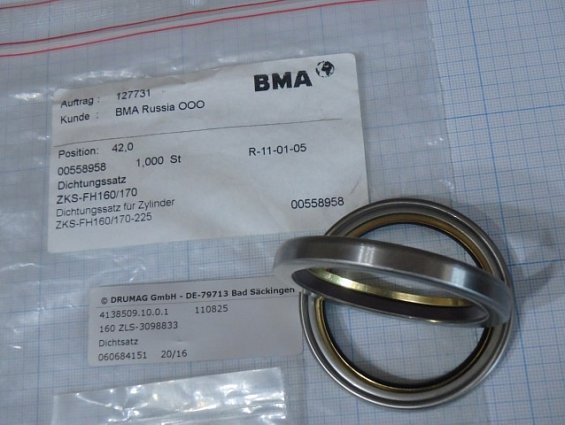 BMA
Auftrag : 127731
Kunde : BMA Russia OOO
Position: 42,0
00558958 1,000 St R-11-01-05
Dichtungssatz
ZKS-FH160/170
Dichtungssatz für Zylinder 00558958
ZKS-FH160/170-225
© DRUMAG GmbH - DE-79713 Bad Säckingen
4138509.10.0.1 110825
160 ZLS-3098833
Dichtsatz
060684151 20/16